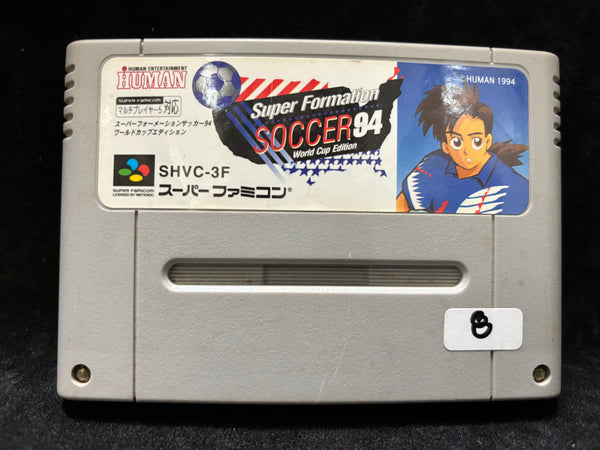 HUMAN ENTERTAINMENT
HUMAN
SUPER FAMICOM
マルチプレイヤー5 対応
スーパーフォーメーションサッカー94
ワールドカップエディション
Super Formation
SOCCER 94
World Cup Edition
©HUMAN 1994
SHVC-3F
SUPER FAMICOM
LICENSED BY NINTENDO
スーパーファミコン®
B